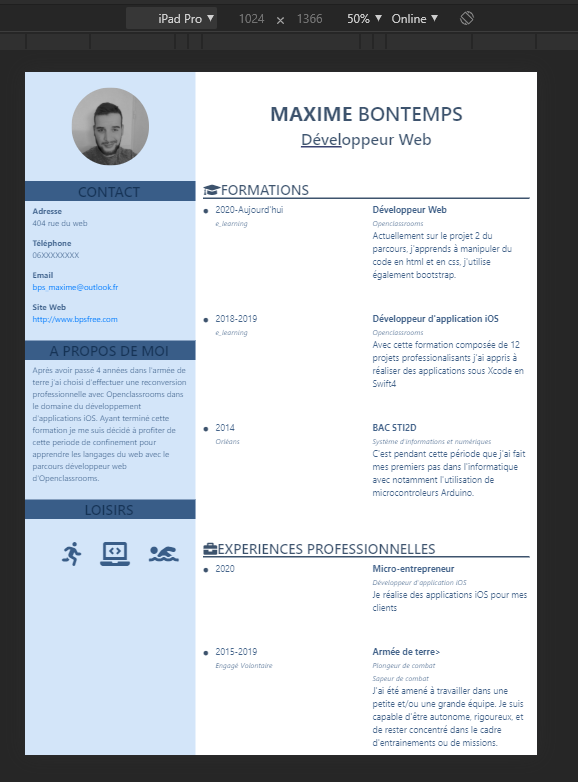 iPad Pro ▼ 1024 × 1366 50% ▼ Online ▼
MAXIME BONTEMPS
Développeur Web
CONTACT
Adresse
404 rue du web
Téléphone
06XXXXXXXX
Email
bps_maxime@outlook.fr
Site Web
http://www.bpsfree.com
A PROPOS DE MOI
Après avoir passé 4 années dans l'armée de
terre j'ai choisi d'effectuer une reconversion
professionnelle avec Openclassrooms dans
le domaine du développement
d'applications iOS. Ayant terminé cette
formation je me suis décidé à profiter de
cette periode de confinement pour
apprendre les langages du web avec le
parcours développeur web
d'Openclassrooms.
LOISIRS
FORMATIONS
2020-Aujourd'hui
e_learning
Développeur Web
Openclassrooms
Actuellement sur le projet 2 du
parcours, j'apprends à manipuler du
code en html et en css, j'utilise
également bootstrap.
2018-2019
e_learning
Développeur d'application iOS
Openclassrooms
Avec cette formation composée de 12
projets professionalisants j'ai appris à
réaliser des applications sous Xcode en
Swift4
2014
Orléans
BAC STI2D
Système d'informations et numériques
C'est pendant cette période que j'ai fait
mes premiers pas dans l'informatique
avec notamment l'utilisation de
microcontroleurs Arduino.
EXPERIENCES PROFESSIONNELLES
2020
Micro-entrepreneur
Développeur d'application iOS
Je réalise des applications iOS pour mes
clients
2015-2019
Engagé Volontaire
Armée de terre>
Plongeur de combat
Sapeur de combat
J'ai été amené à travailler dans une
petite et/ou une grande équipe. Je suis
capable d'être autonome, rigoureux, et
de rester concentré dans le cadre
d'entrainements ou de missions.